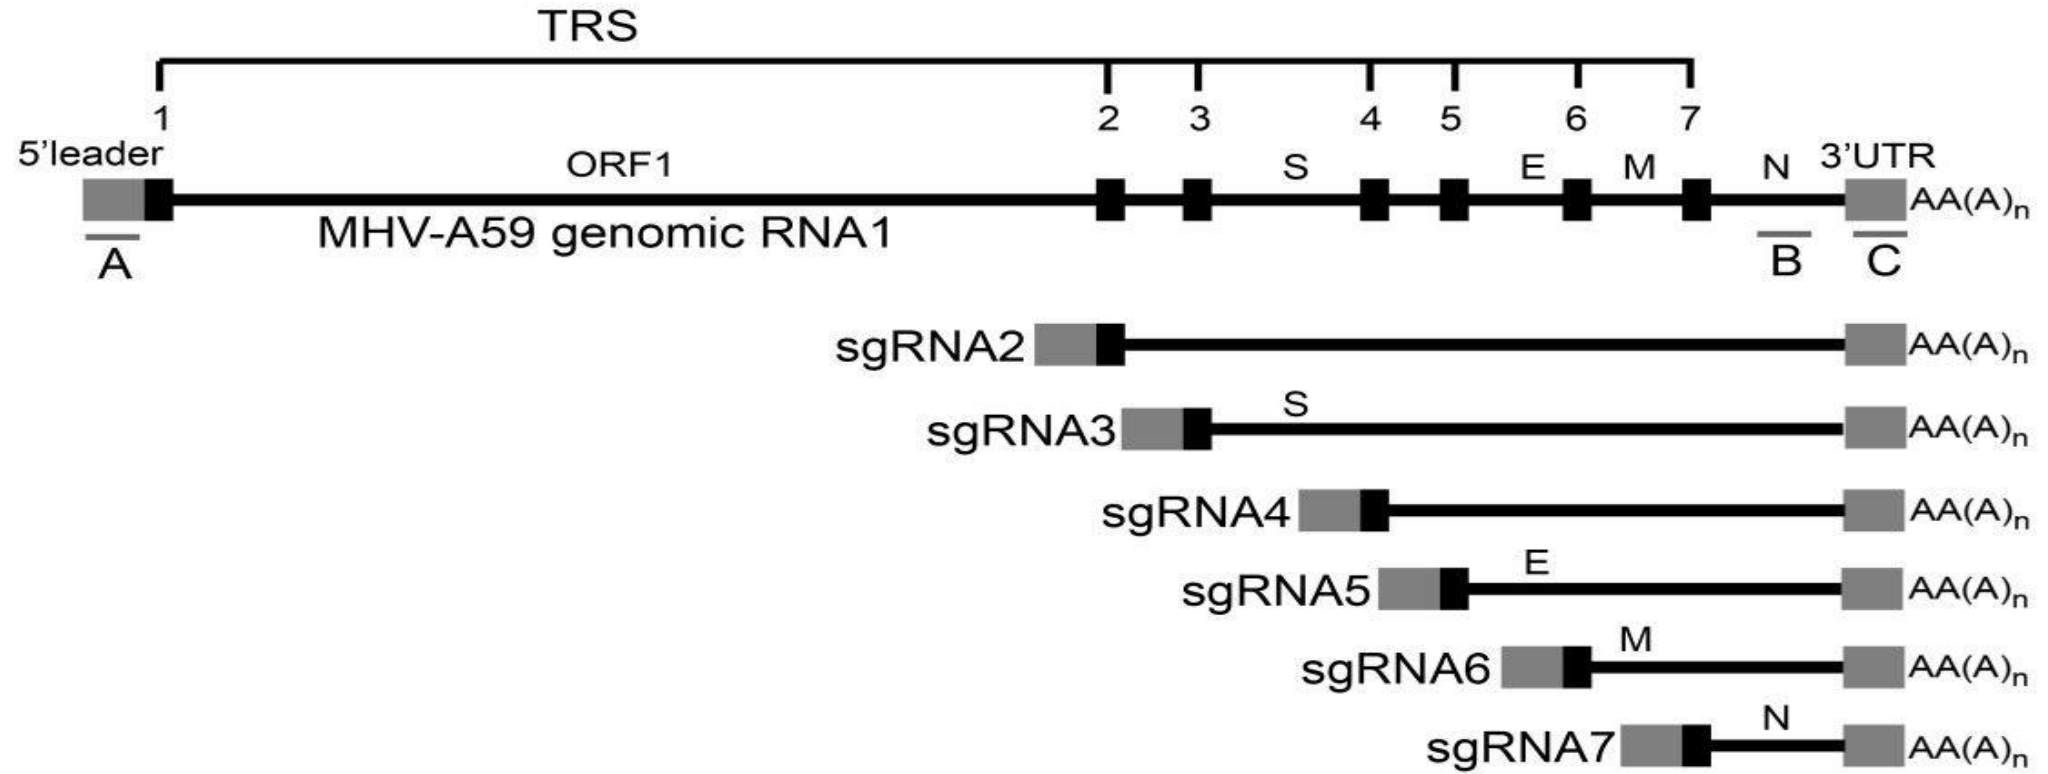 TRS
1 2 3 4 5 6 7
5'leader ORF1 S E M N 3'UTR
AA(A)n
MHV-A59 genomic RNA1
A B C
sgRNA2 AA(A)n
S
sgRNA3 AA(A)n
sgRNA4 AA(A)n
E
sgRNA5 AA(A)n
M
sgRNA6 AA(A)n
N
sgRNA7 AA(A)n